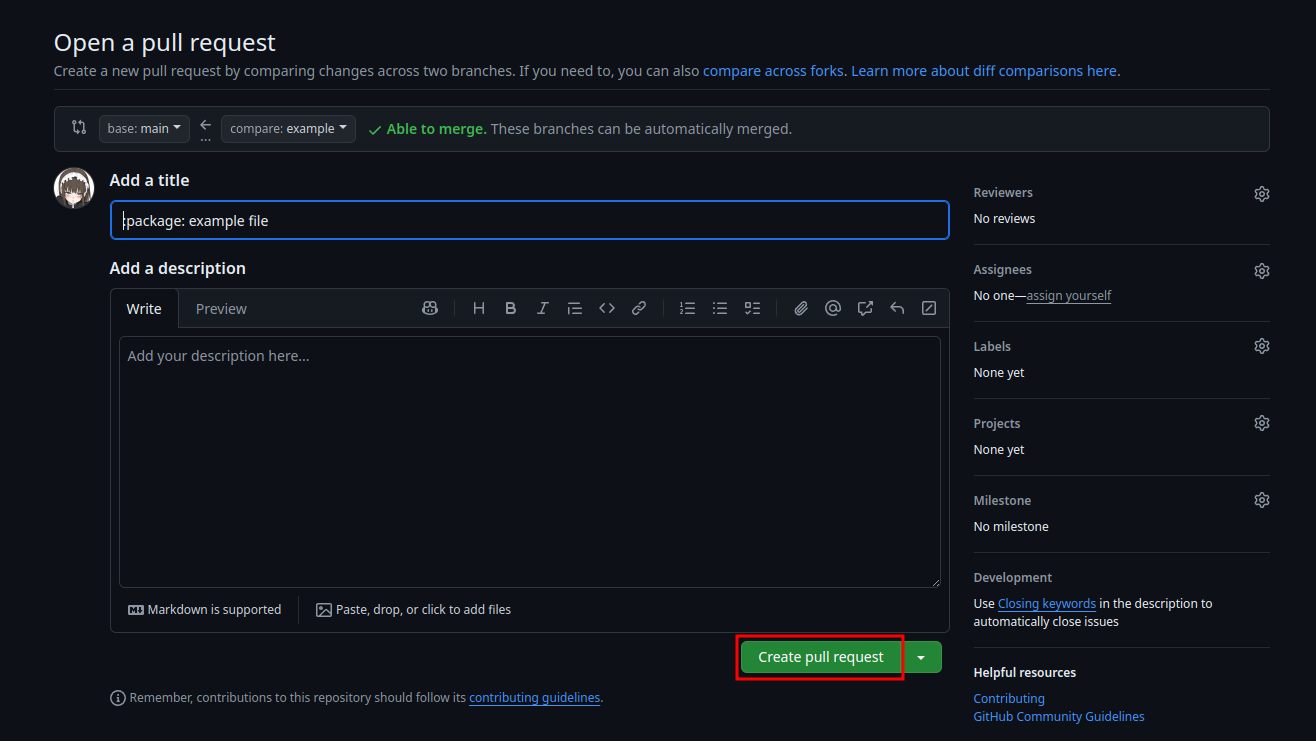 Open a pull request
Create a new pull request by comparing changes across two branches. If you need to, you can also compare across forks. Learn more about diff comparisons here.
base: main
compare: example
Able to merge. These branches can be automatically merged.
Add a title
:package: example file
Add a description
Write
Preview
Add your description here...
Markdown is supported
Paste, drop, or click to add files
Create pull request
Remember, contributions to this repository should follow its contributing guidelines.
Reviewers
No reviews
Assignees
No one—assign yourself
Labels
None yet
Projects
None yet
Milestone
No milestone
Development
Use Closing keywords in the description to
automatically close issues
Helpful resources
Contributing
GitHub Community Guidelines